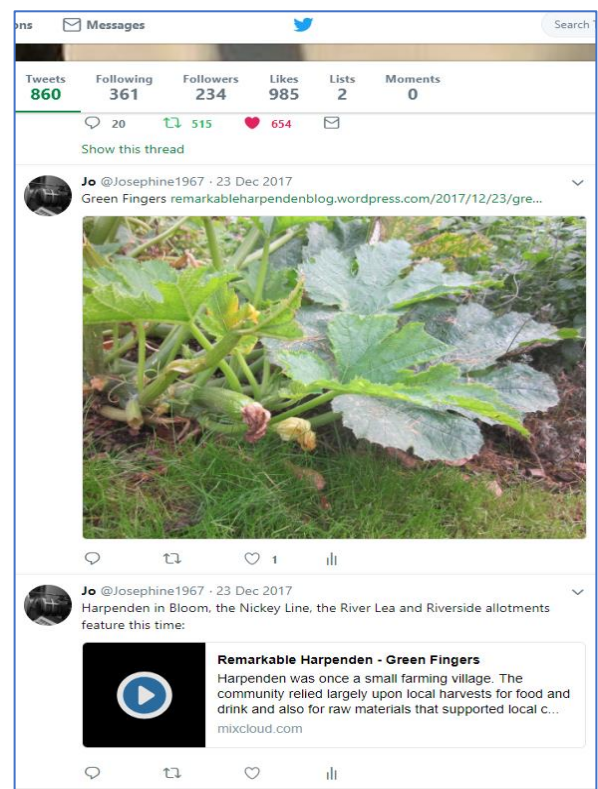 ons Messages Search T
Tweets Following Followers Likes Lists Moments
860 361 234 985 2 0
20 515 654
Show this thread
Jo @Josephine1967 · 23 Dec 2017
Green Fingers remarkableharpendenblog.wordpress.com/2017/12/23/gre...
1
Jo @Josephine1967 · 23 Dec 2017
Harpenden in Bloom, the Nickey Line, the River Lea and Riverside allotments
feature this time:
Remarkable Harpenden - Green Fingers
Harpenden was once a small farming village. The
community relied largely upon local harvests for food and
drink and also for raw materials that supported local c...
mixcloud.com